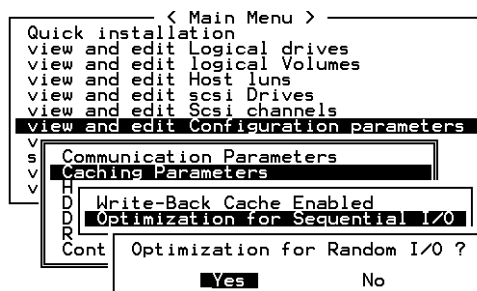 < Main Menu >
Quick installation
view and edit Logical drives
view and edit logical Volumes
view and edit Host luns
view and edit scsi Drives
view and edit Scsi channels
view and edit Configuration parameters
v
s Communication Parameters
v Caching Parameters
v H
D Write-Back Cache Enabled
D Optimization for Sequential I/O
R
Cont Optimization for Random I/O ?
Yes No